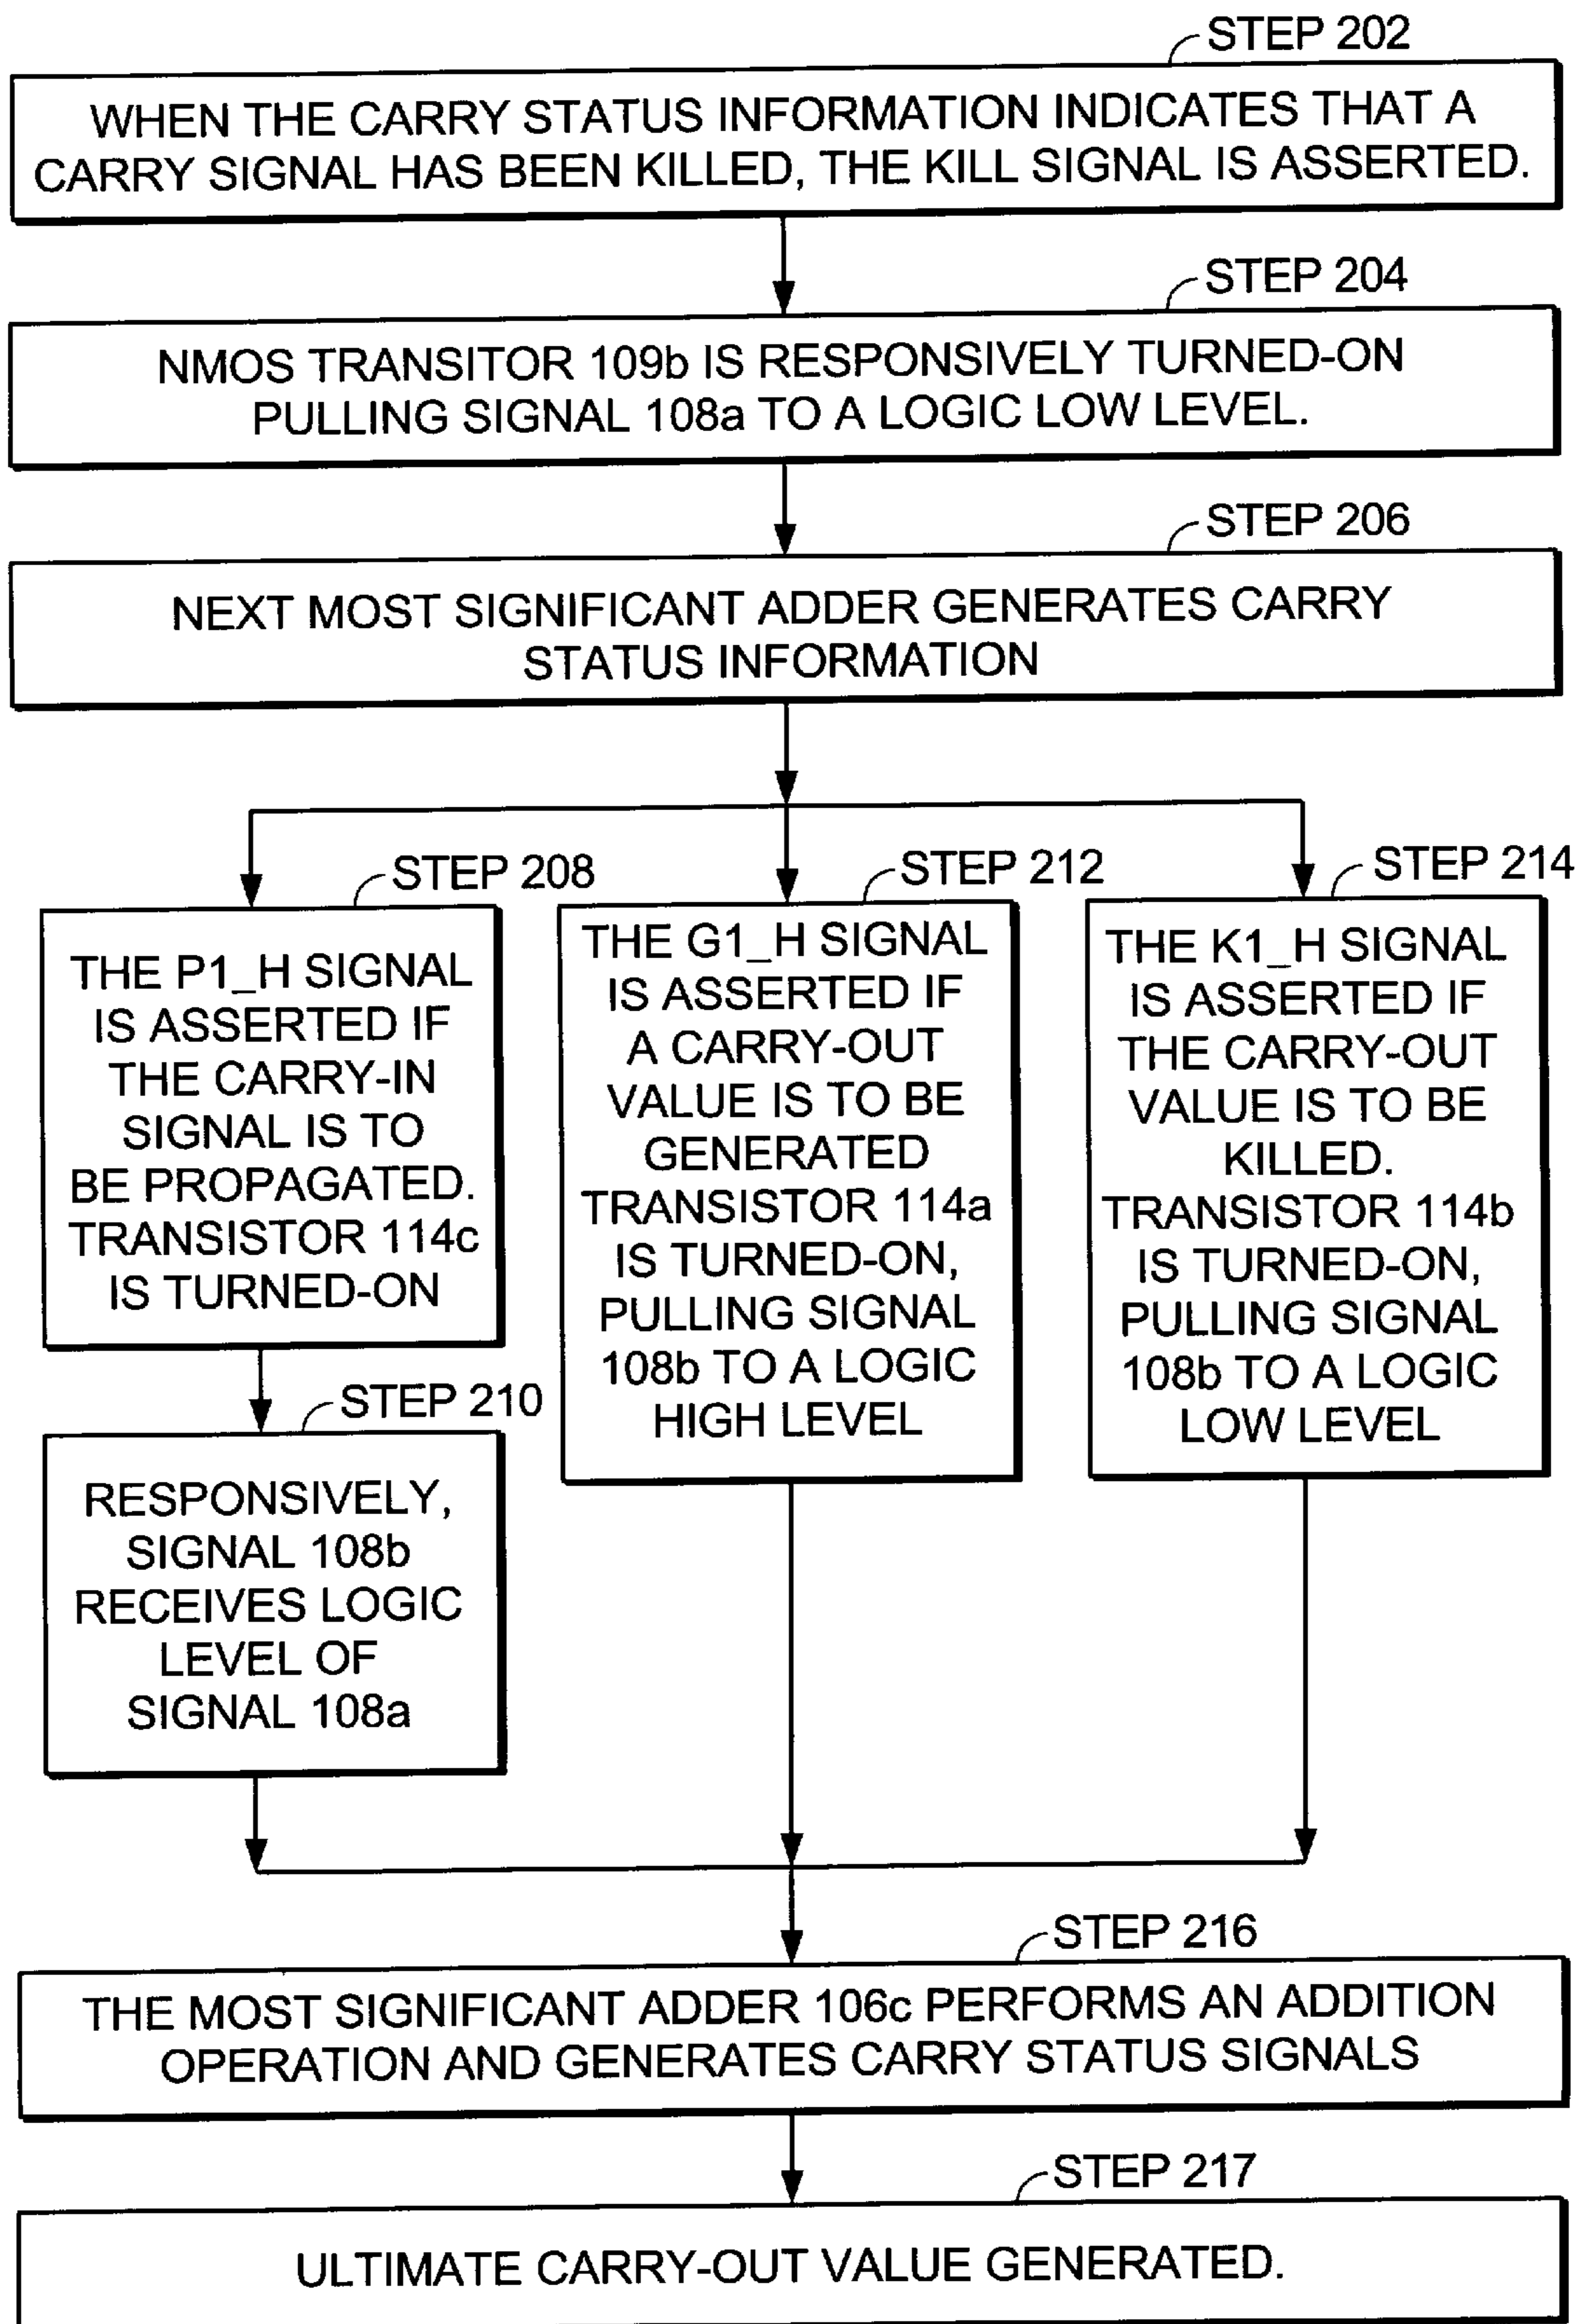 STEP 202
WHEN THE CARRY STATUS INFORMATION INDICATES THAT A
CARRY SIGNAL HAS BEEN KILLED, THE KILL SIGNAL IS ASSERTED.
STEP 204
NMOS TRANSITOR 109b IS RESPONSIVELY TURNED-ON
PULLING SIGNAL 108a TO A LOGIC LOW LEVEL.
STEP 206
NEXT MOST SIGNIFICANT ADDER GENERATES CARRY
STATUS INFORMATION
STEP 208
THE P1_H SIGNAL
IS ASSERTED IF
THE CARRY-IN
SIGNAL IS TO
BE PROPAGATED.
TRANSISTOR 114c
IS TURNED-ON
STEP 210
RESPONSIVELY,
SIGNAL 108b
RECEIVES LOGIC
LEVEL OF
SIGNAL 108a
STEP 212
THE G1_H SIGNAL
IS ASSERTED IF
A CARRY-OUT
VALUE IS TO BE
GENERATED
TRANSISTOR 114a
IS TURNED-ON,
PULLING SIGNAL
108b TO A LOGIC
HIGH LEVEL
STEP 214
THE K1_H SIGNAL
IS ASSERTED IF
THE CARRY-OUT
VALUE IS TO BE
KILLED.
TRANSISTOR 114b
IS TURNED-ON,
PULLING SIGNAL
108b TO A LOGIC
LOW LEVEL
STEP 216
THE MOST SIGNIFICANT ADDER 106c PERFORMS AN ADDITION
OPERATION AND GENERATES CARRY STATUS SIGNALS
STEP 217
ULTIMATE CARRY-OUT VALUE GENERATED.